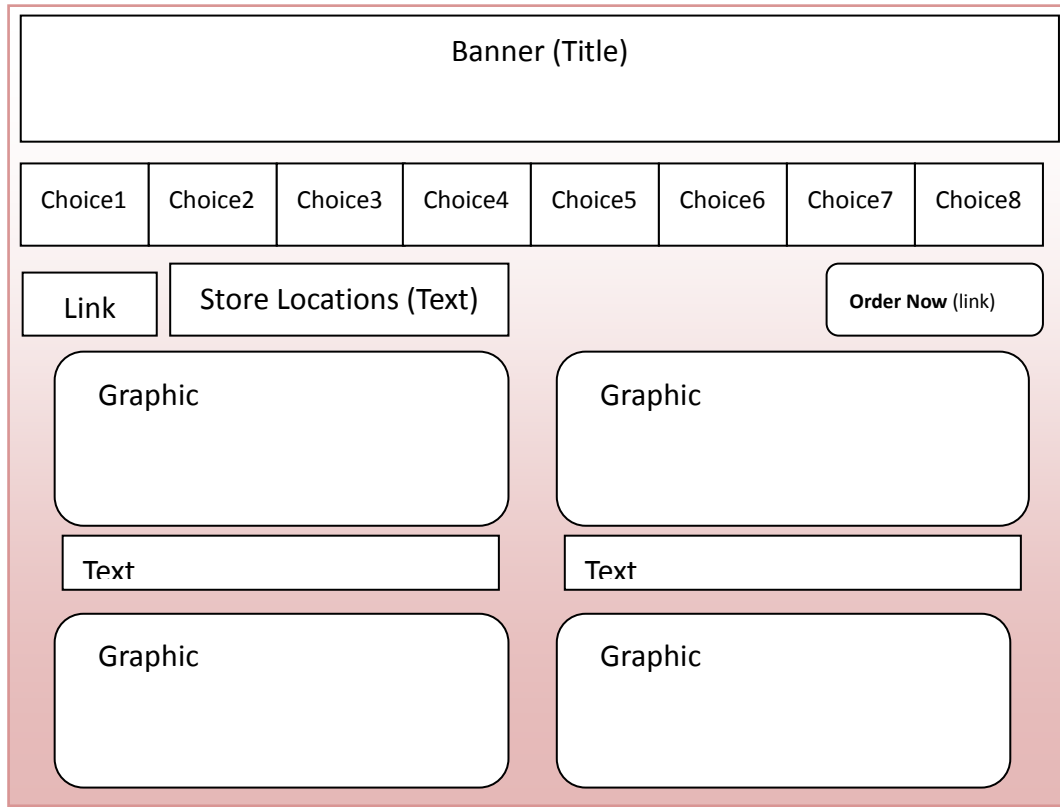 Banner (Title)
Choice1 Choice2 Choice3 Choice4 Choice5 Choice6 Choice7 Choice8
Link Store Locations (Text) Order Now (link)
Graphic Graphic
Text Text
Graphic Graphic